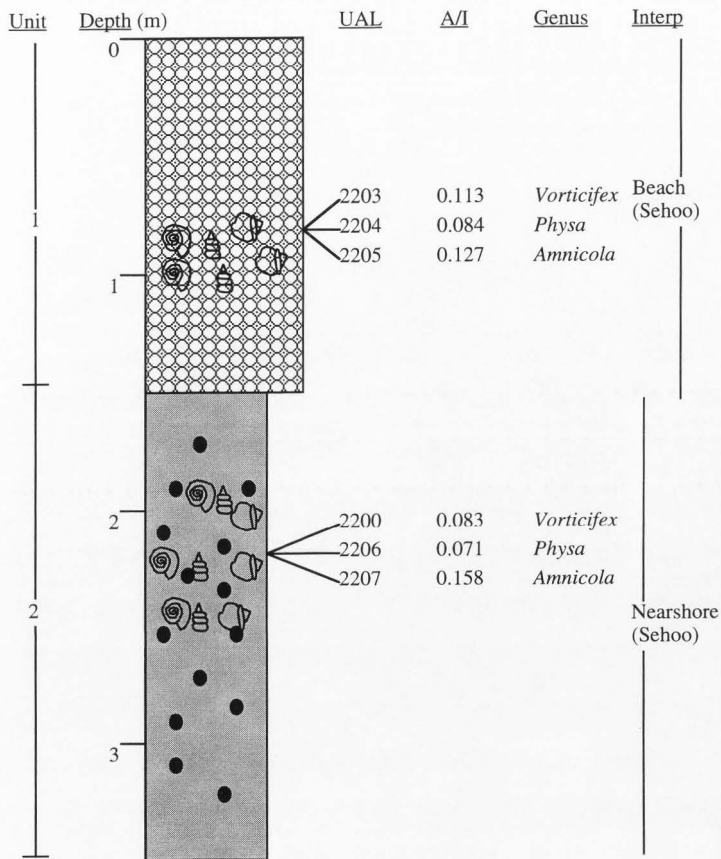 Unit Depth (m) UAL A/I Genus Interp
0
2203 0.113 Vorticifex
2204 0.084 Physa
2205 0.127 Amnicola
Beach
(Sehoo)
1
1
2
2200 0.083 Vorticifex
2206 0.071 Physa
2207 0.158 Amnicola
2
Nearshore
(Sehoo)
3